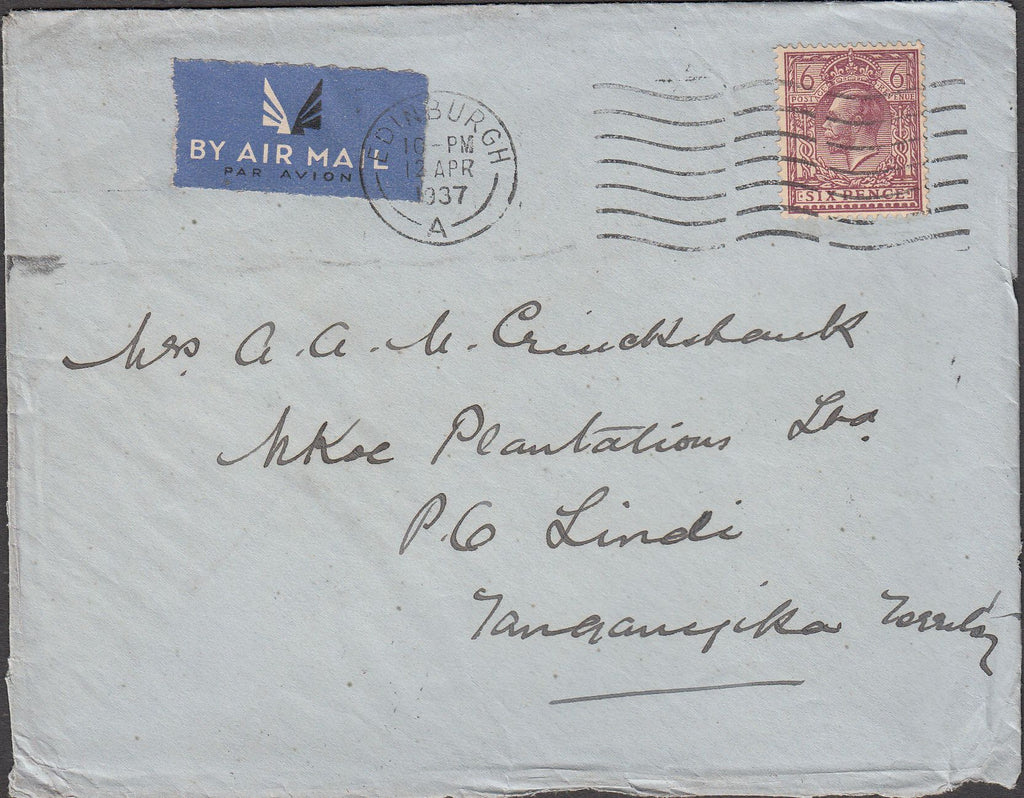 BY AIR MAIL
PAR AVION
EDINBURGH
10-PM
12 APR
1937
A
6 6
POSTAGE REVENUE
SIXPENCE
Mrs A. A. M. Cruickshank
MKoe Plantations Ltd.
P.O Lindi
Tanganyika Territory